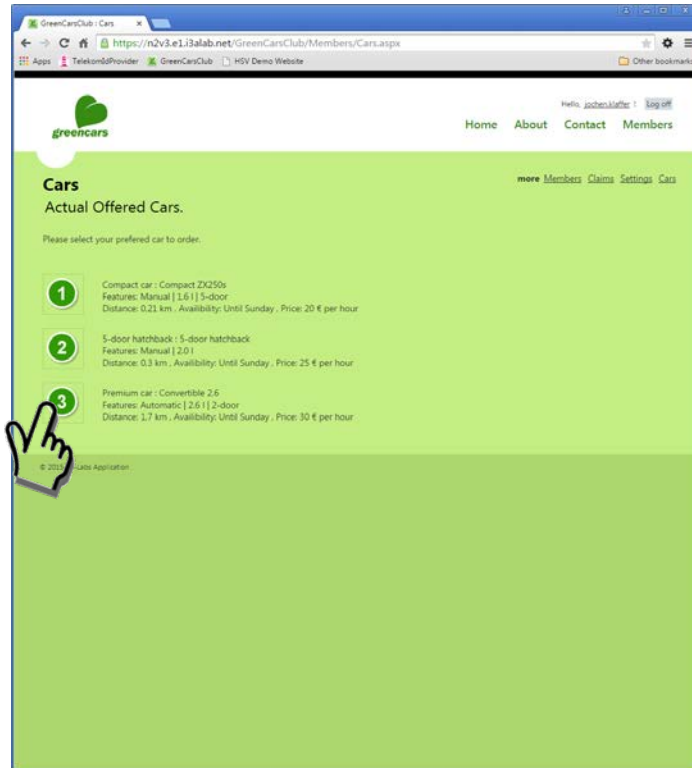 GreenCarsClub : Cars
https://n2v3.e1.i3alab.net/GreenCarsClub/Members/Cars.aspx
Apps TelekomIdProvider GreenCarsClub HSV Demo Website Other bookmarks
Hello, jochen.klaffer ! Log off
greencars
Home About Contact Members
more Members Claims Settings Cars
Cars
Actual Offered Cars.
Please select your prefered car to order.
1
Compact car : Compact ZX250s
Features: Manual | 1.6 l | 5-door
Distance: 0.21 km . Availibility: Until Sunday . Price: 20 € per hour
2
5-door hatchback : 5-door hatchback
Features: Manual | 2.0 l
Distance: 0.3 km . Availibility: Until Sunday . Price: 25 € per hour
3
Premium car : Convertible 2.6
Features: Automatic | 2.6 l | 2-door
Distance: 1.7 km . Availibility: Until Sunday . Price: 30 € per hour
© 2015 -Labs Application